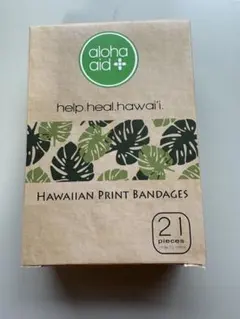 aloha
aid
help.heal.hawai'i.
HAWAIIAN PRINT BANDAGES
21
pieces